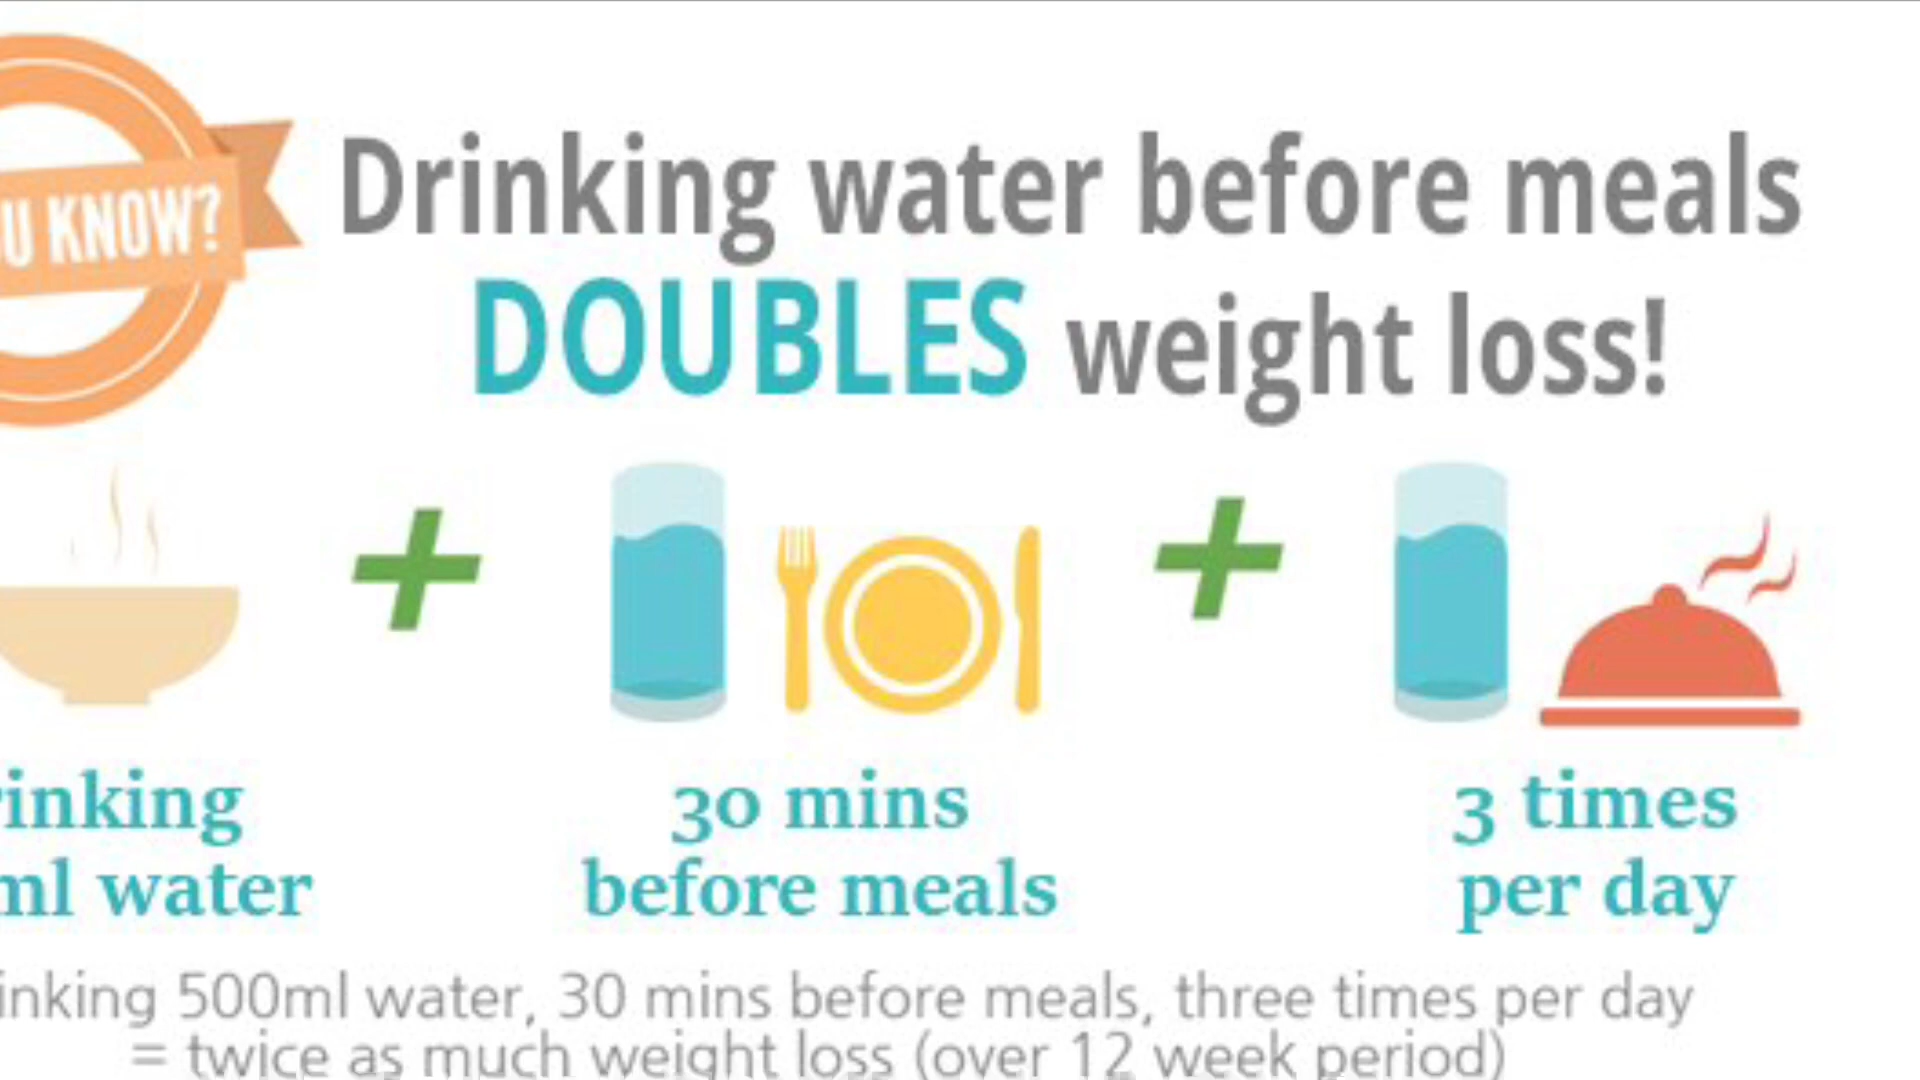 U KNOW?
Drinking water before meals
DOUBLES weight loss!
inking
ml water
30 mins
before meals
3 times
per day
inking 500ml water, 30 mins before meals, three times per day
= twice as much weight loss (over 12 week period)